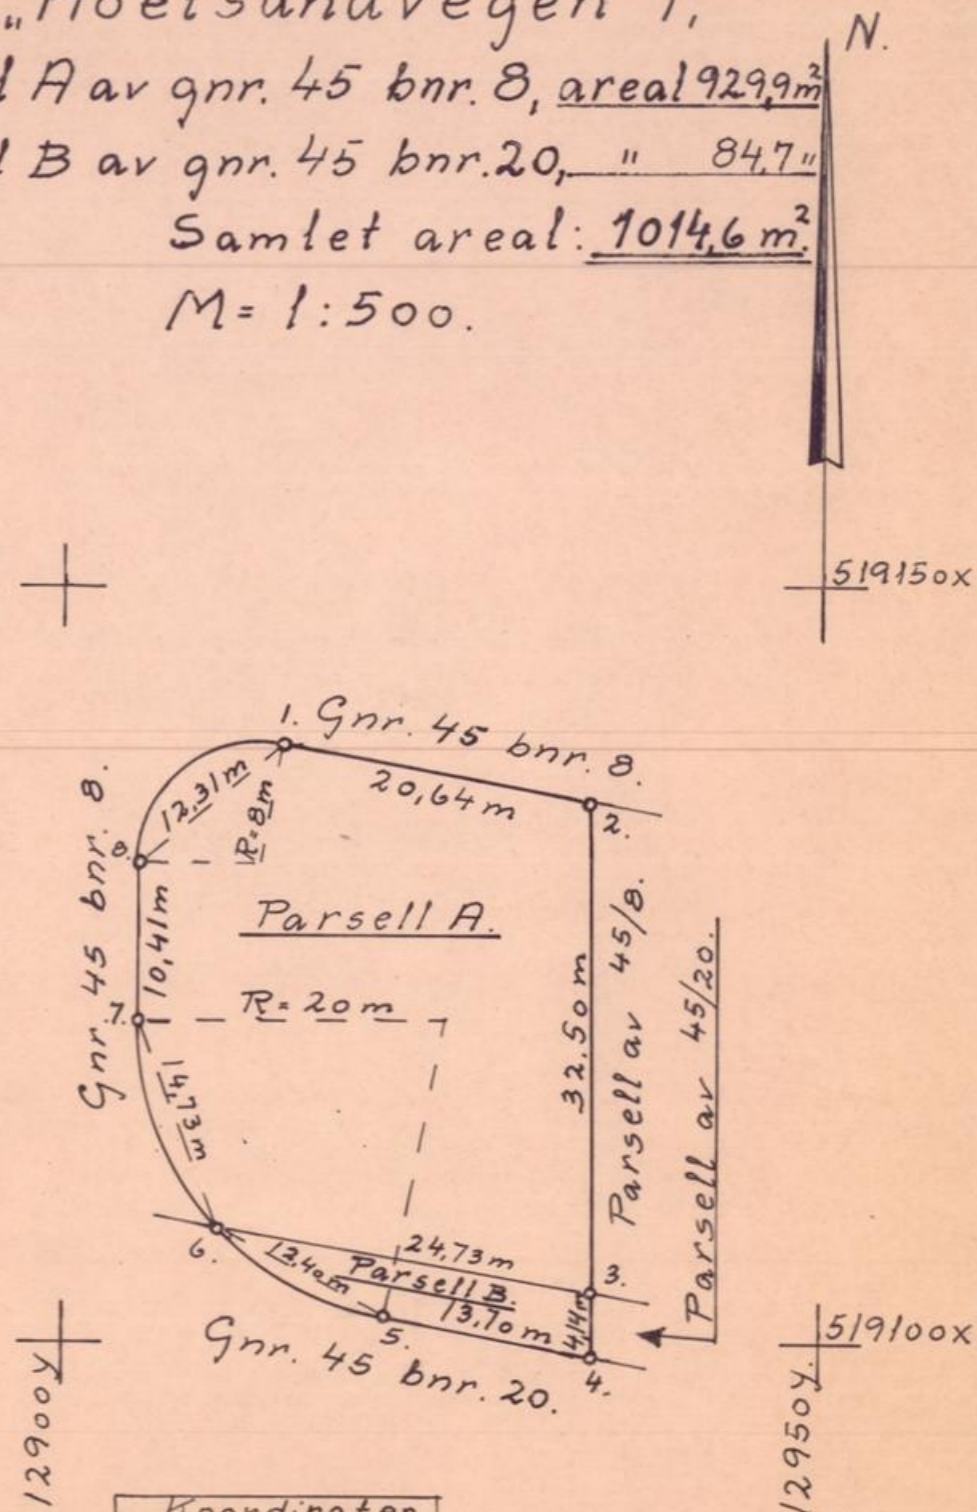 N.
A av gnr. 45 bnr. 8, areal 929,9 m²
B av gnr. 45 bnr. 20, " 84,7 "
Samlet areal: 1014,6 m².
M = 1:500.
519150x
1. Gnr. 45 bnr. 8.
20,64 m
2.
12,31 m
R=8m
8.
Gnr 45 bnr. 8.
10,41 m
Parsell A.
7.
R= 20 m
14,73 m
32.50 m
Parsell av 45/8.
Parsell av 45/20.
6.
24,73 m
12,40 m
Parsell B.
3.
13,70 m
4,14 m
5.
4.
Gnr. 45 bnr. 20.
519100x
12900y
12950y.
Koordinater